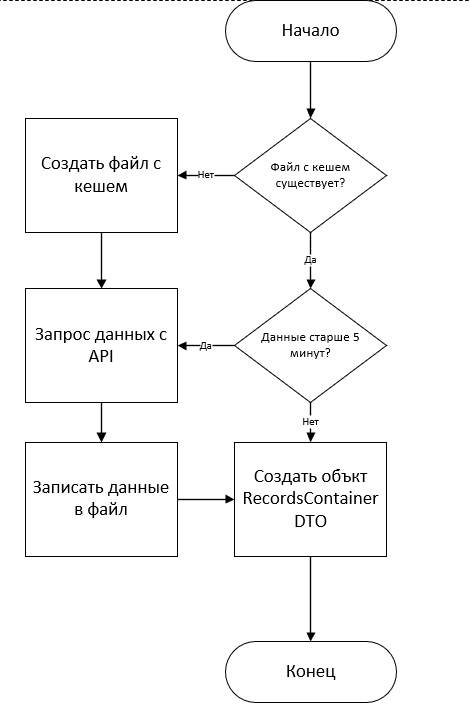 Начало
Файл с кешем
существует?
Нет
Создать файл с
кешем
Да
Данные старше 5
минут?
Да
Запрос данных с
API
Нет
Записать данные
в файл
Создать объкт
RecordsContainer
DTO
Конец